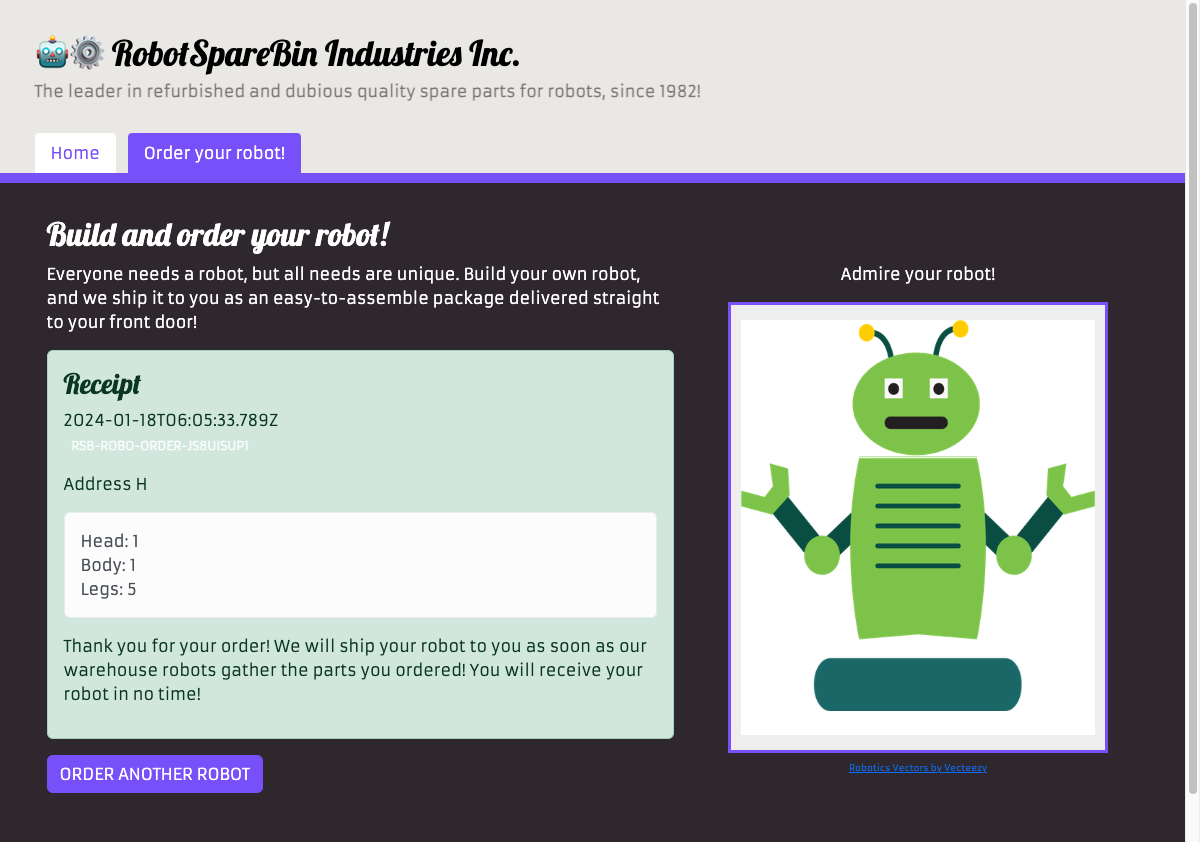 RobotSpareBin Industries Inc.
The leader in refurbished and dubious quality spare parts for robots, since 1982!
Home
Order your robot!
Build and order your robot!
Everyone needs a robot, but all needs are unique. Build your own robot,
and we ship it to you as an easy-to-assemble package delivered straight
to your front door!
Receipt
2024-01-18T06:05:33.789Z
RSB-ROBO-ORDER-JS8UISUP1
Address H
Head: 1
Body: 1
Legs: 5
Thank you for your order! We will ship your robot to you as soon as our
warehouse robots gather the parts you ordered! You will receive your
robot in no time!
ORDER ANOTHER ROBOT
Admire your robot!
Robotics Vectors by Vecteezy